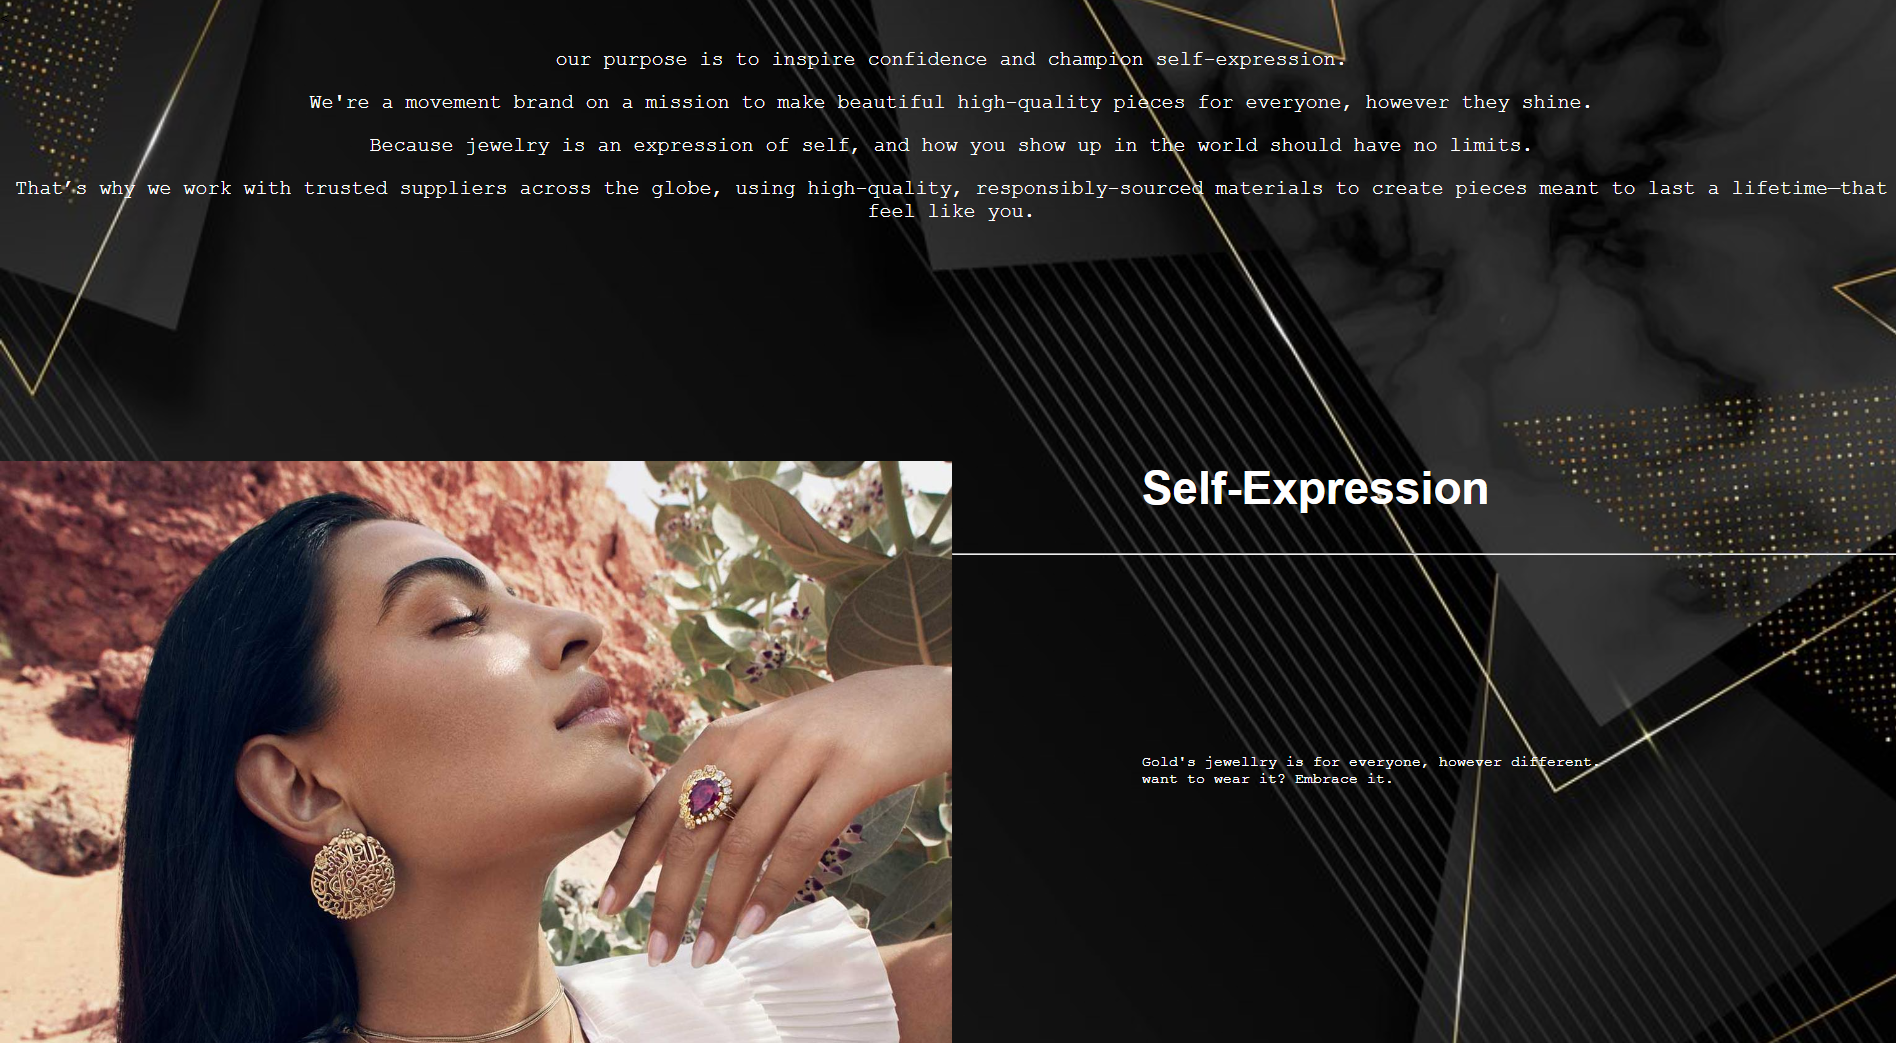 our purpose is to inspire confidence and champion self-expression.
We're a movement brand on a mission to make beautiful high-quality pieces for everyone, however they shine.
Because jewelry is an expression of self, and how you show up in the world should have no limits.
That’s why we work with trusted suppliers across the globe, using high-quality, responsibly-sourced materials to create pieces meant to last a lifetime—that
feel like you.
Self-Expression
Gold's jewellry is for everyone, however different.
want to wear it? Embrace it.